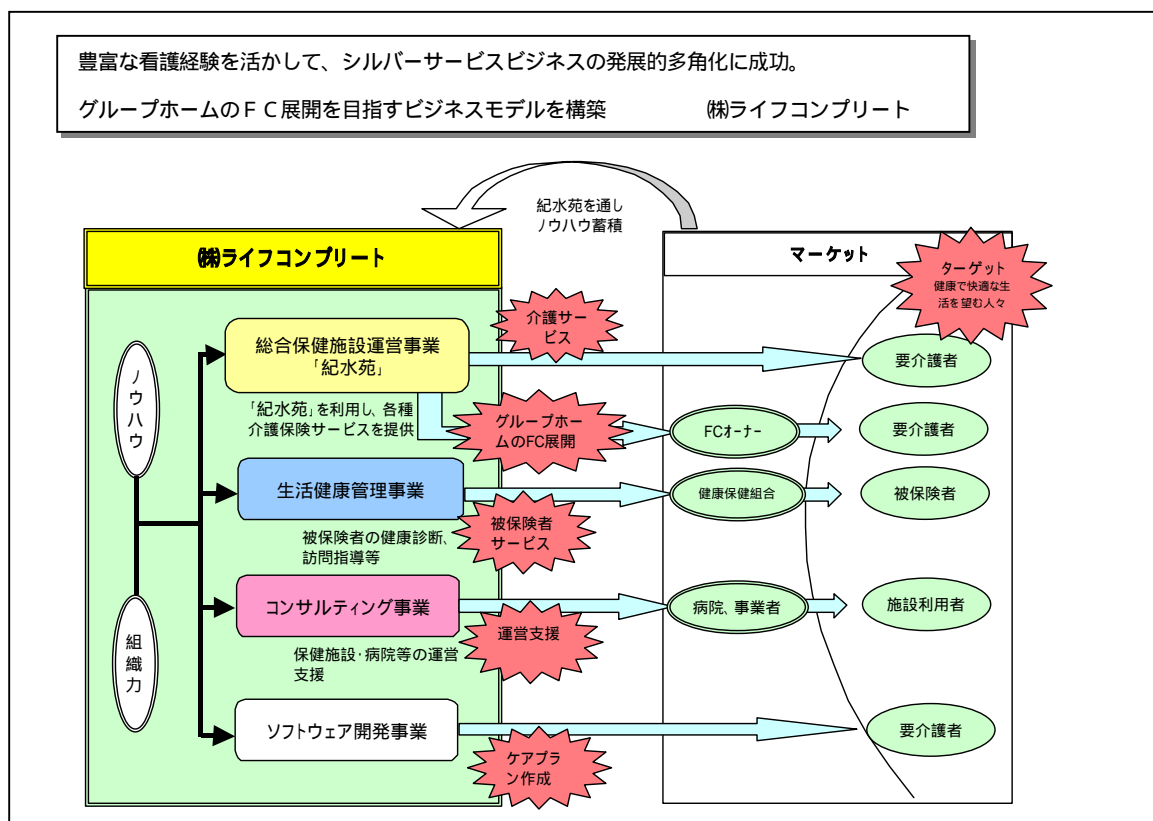 豊富な看護経験を活かして、シルバーサービスビジネスの発展的多角化に成功。
グループホームのＦＣ展開を目指すビジネスモデルを構築 ㈱ライフコンプリート
紀水苑を通し
ノウハウ蓄積
㈱ライフコンプリート
マーケット
ターゲット
健康で快適な生
活を望む人々
ノウハウ
組織力
総合保健施設運営事業
「紀水苑」
介護サー
ビス
要介護者
「紀水苑」を利用し、各種
介護保険サービスを提供
グループホー
ムのFC展開
FCオーナー
要介護者
生活健康管理事業
被保険者
サービス
健康保健組合
被保険者
被保険者の健康診断、
訪問指導等
コンサルティング事業
運営支援
病院、事業者
施設利用者
保健施設・病院等の運営
支援
ソフトウェア開発事業
ケアプラ
ン作成
要介護者